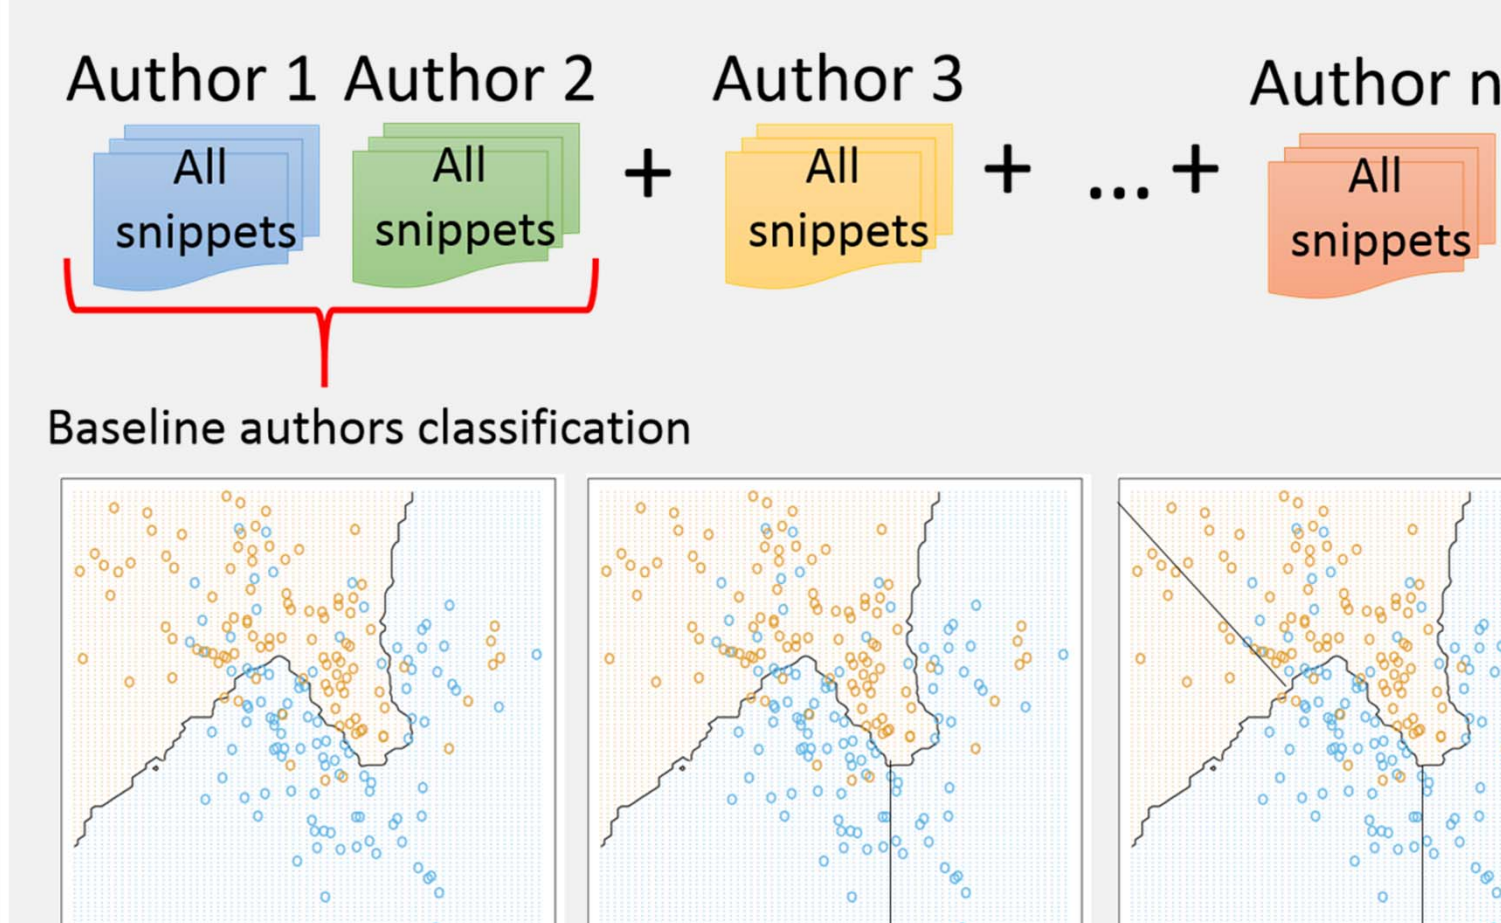 Author 1 Author 2 Author 3 Author n
All All All All
snippets snippets + snippets + ... + snippets
Baseline authors classification